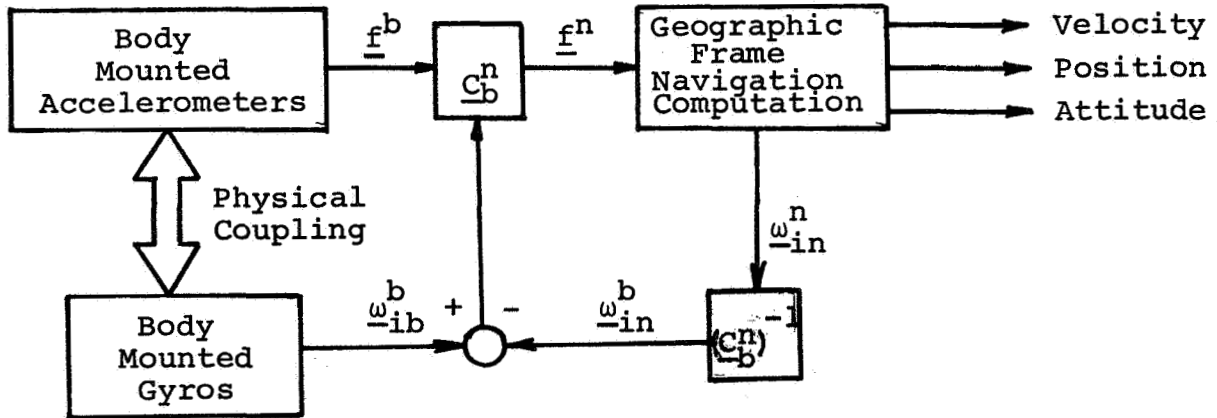 Body
Mounted
Accelerometers
f^b
C_b^n
f^n
Geographic
Frame
Navigation
Computation
Velocity
Position
Attitude
Physical
Coupling
ω_in^n
Body
Mounted
Gyros
ω_ib^b
+
-
ω_in^b
(C_b^n)^-1